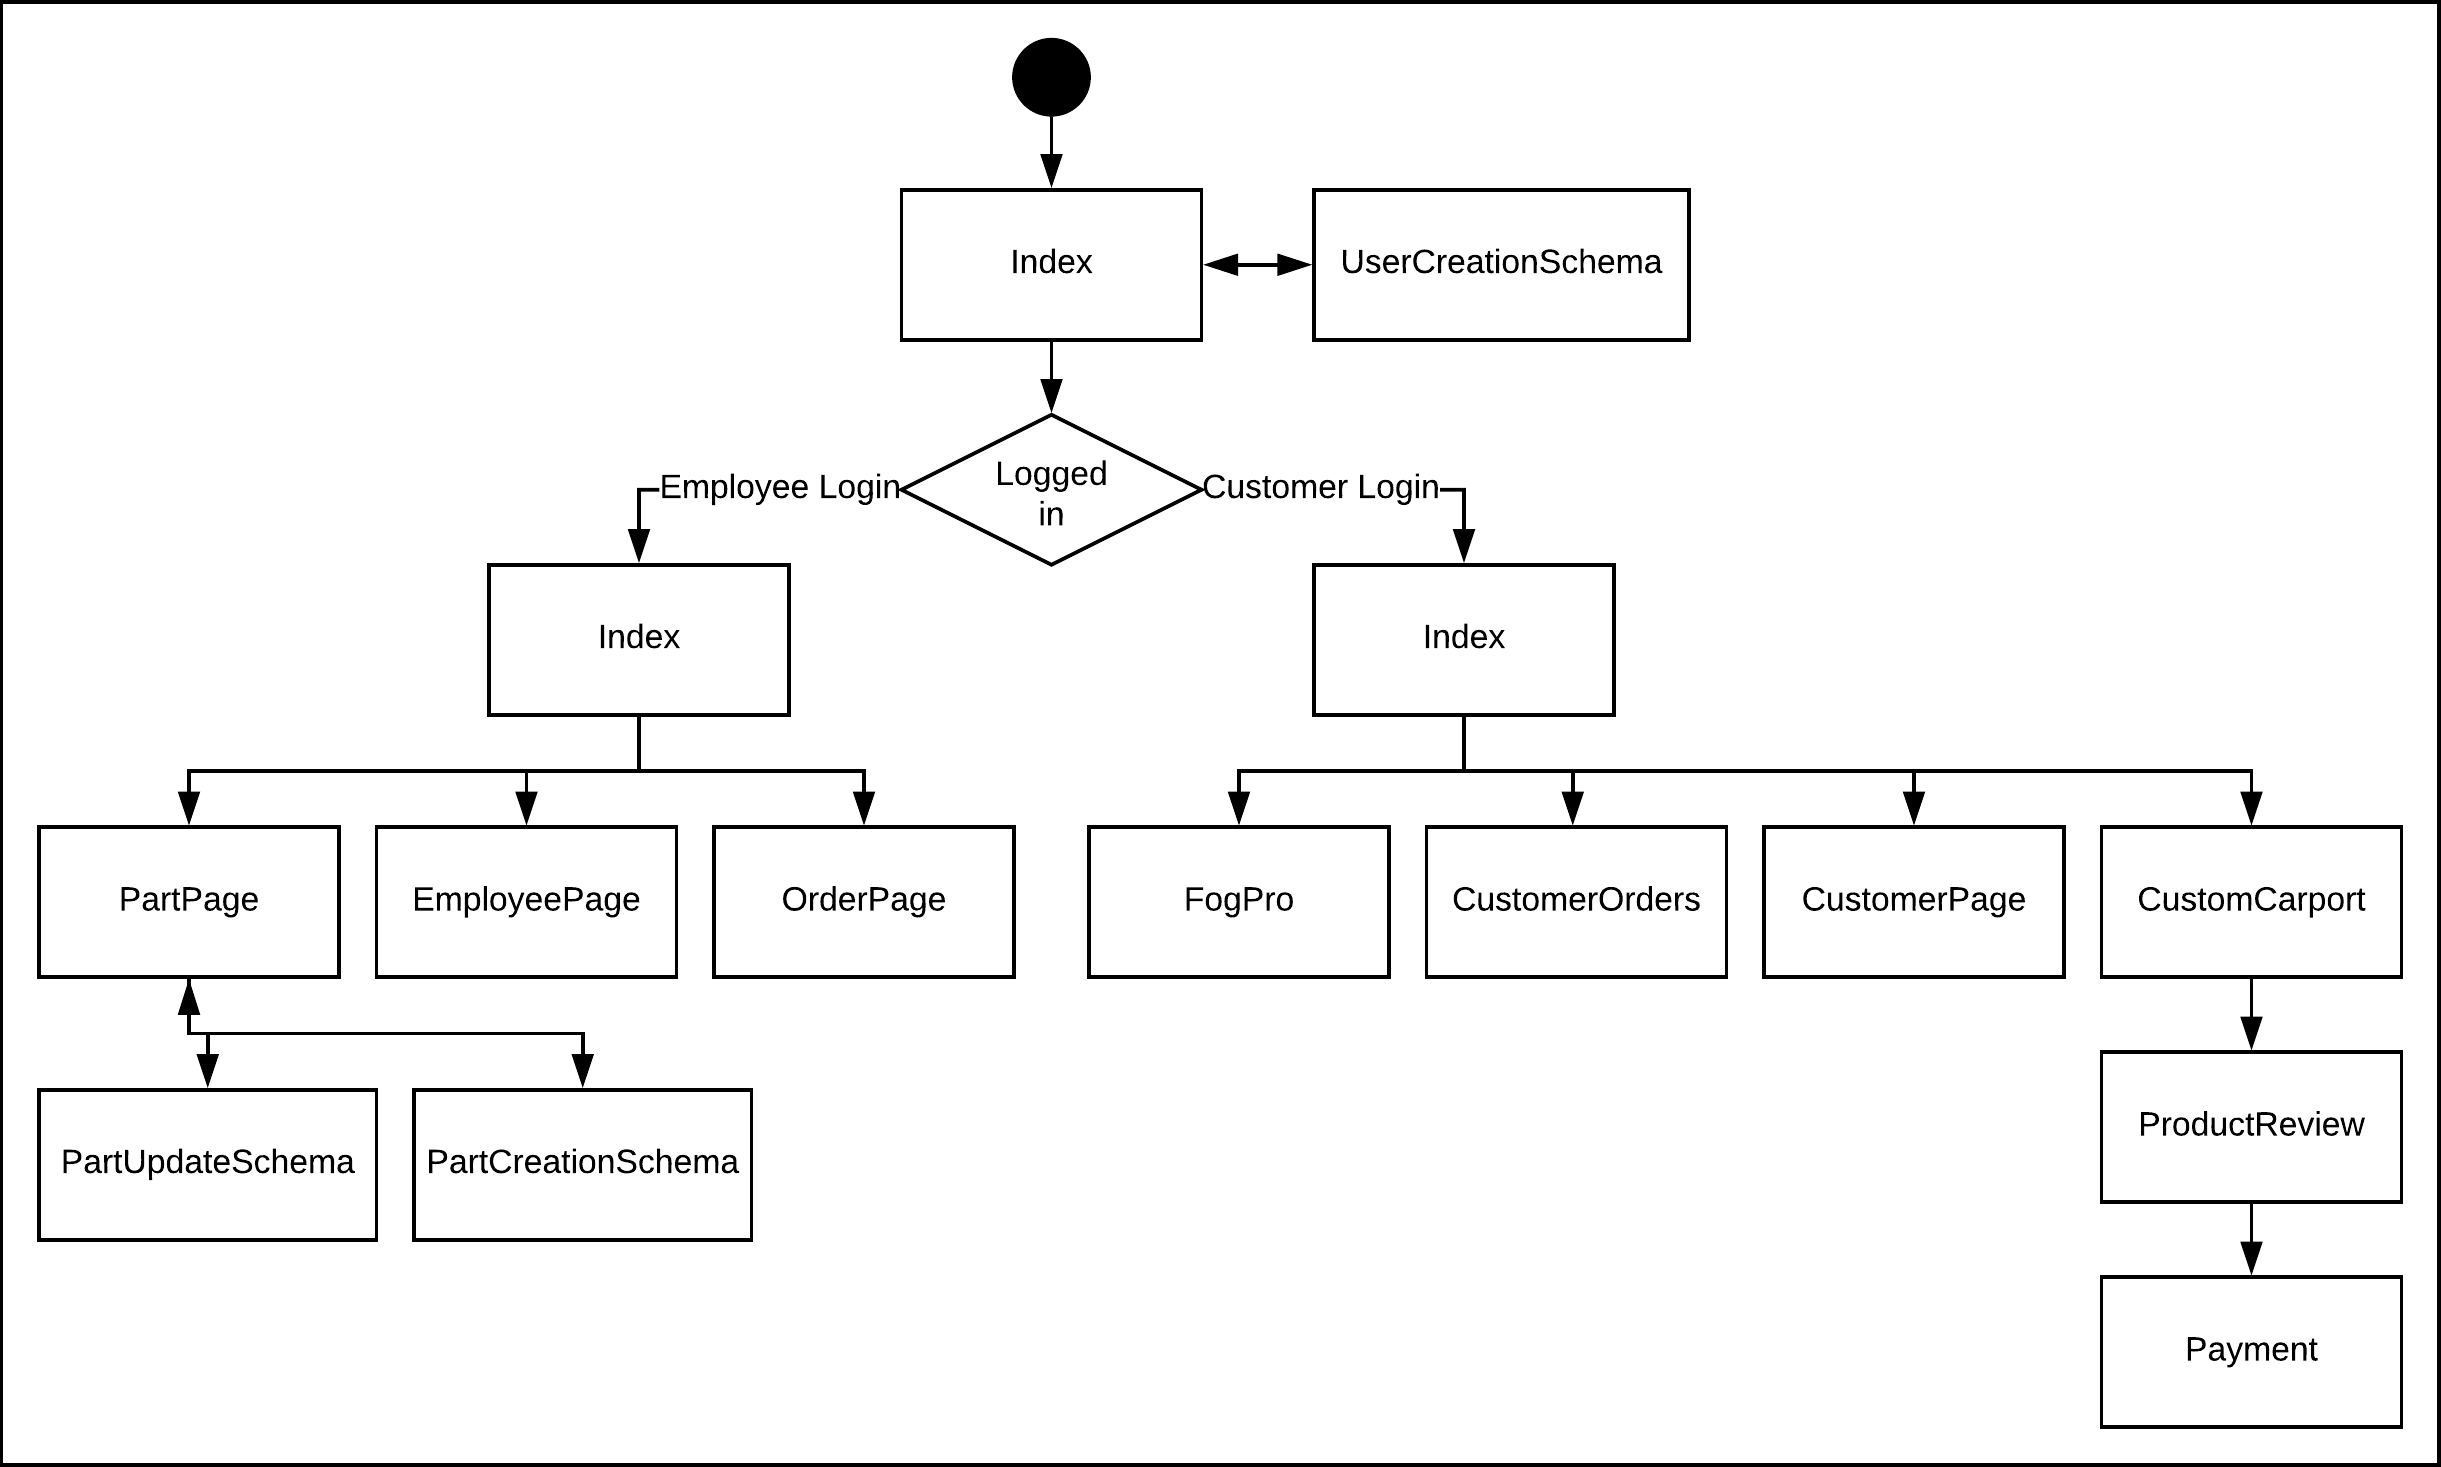 Index
UserCreationSchema
Employee Login
Logged
in
Customer Login
Index
Index
PartPage
EmployeePage
OrderPage
FogPro
CustomerOrders
CustomerPage
CustomCarport
PartUpdateSchema
PartCreationSchema
ProductReview
Payment